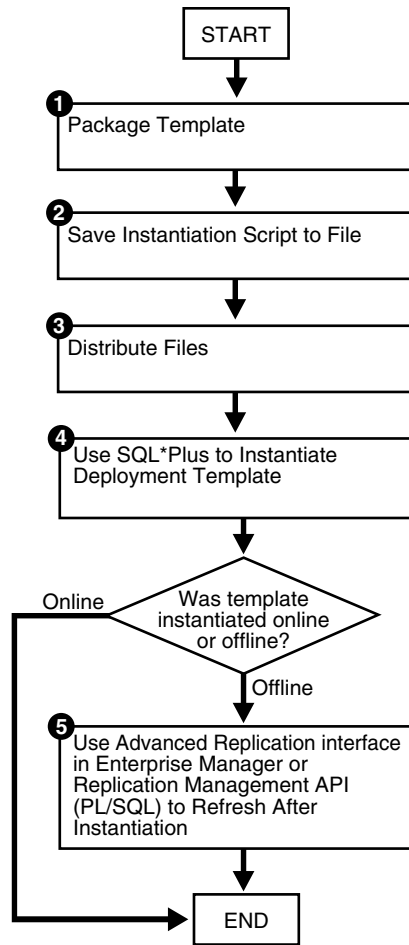 START
1
Package Template
2
Save Instantiation Script to File
3
Distribute Files
4
Use SQL*Plus to Instantiate
Deployment Template
Online
Was template
instantiated online
or offline?
Offline
5
Use Advanced Replication interface
in Enterprise Manager or
Replication Management API
(PL/SQL) to Refresh After
Instantiation
END